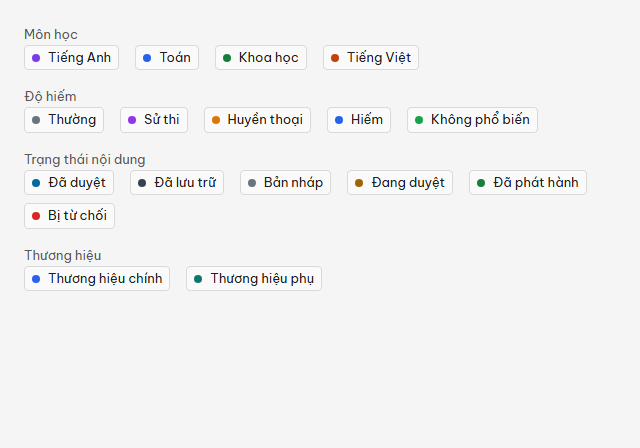 Môn học
Tiếng Anh Toán Khoa học Tiếng Việt
Độ hiếm
Thường Sử thi Huyền thoại Hiếm Không phổ biến
Trạng thái nội dung
Đã duyệt Đã lưu trữ Bản nháp Đang duyệt Đã phát hành
Bị từ chối
Thương hiệu
Thương hiệu chính Thương hiệu phụ